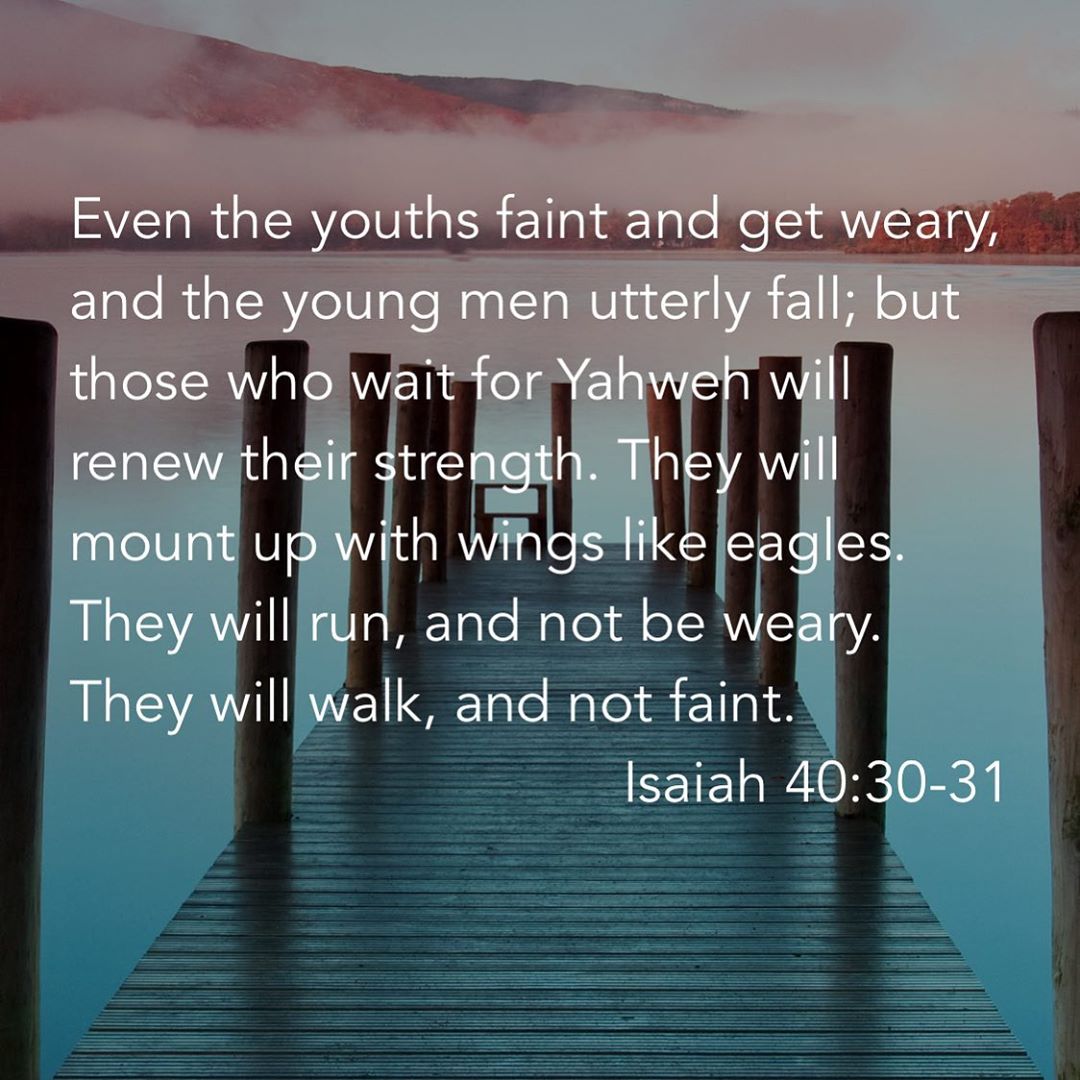 Even the youths faint and get weary,
and the young men utterly fall; but
those who wait for Yahweh will
renew their strength. They will
mount up with wings like eagles.
They will run, and not be weary.
They will walk, and not faint.
Isaiah 40:30-31